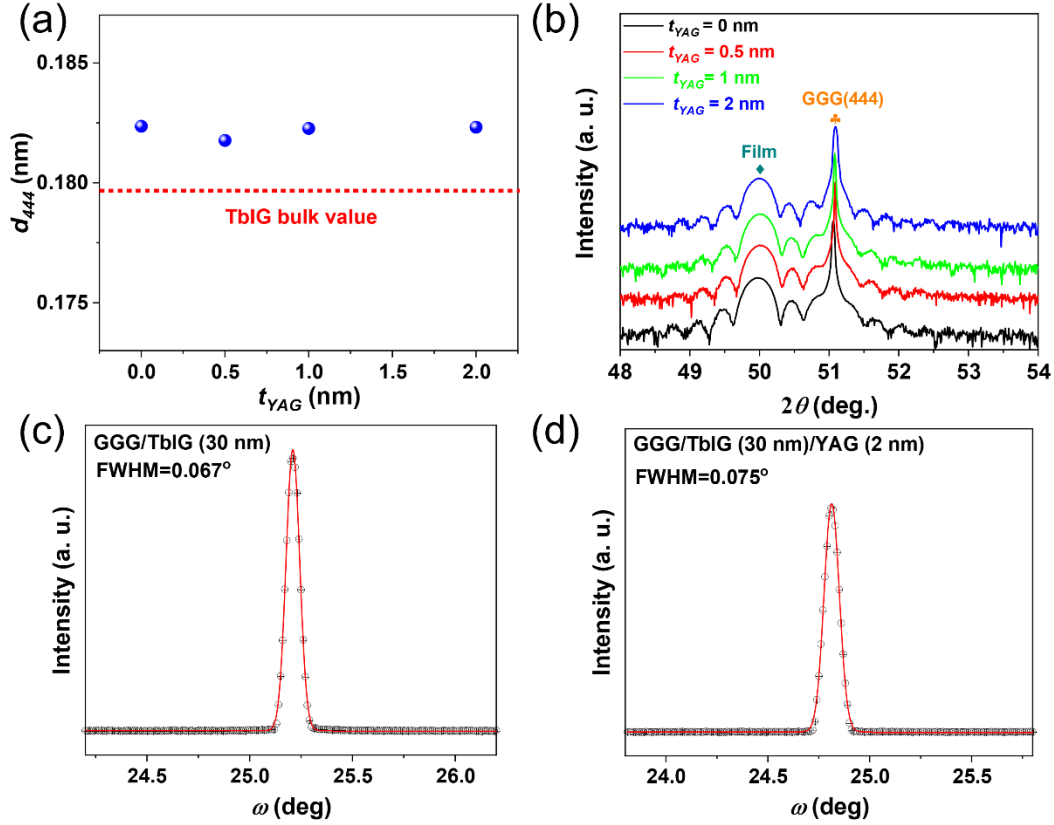 (a)
0.185
0.180
0.175
d444 (nm)
TbIG bulk value
0.0 0.5 1.0 1.5 2.0
tYAG (nm)
(b)
tYAG = 0 nm
tYAG = 0.5 nm
tYAG = 1 nm
tYAG = 2 nm
GGG(444)
♣
Film
♦
Intensity (a. u.)
48 49 50 51 52 53 54
2θ (deg.)
(c)
GGG/TbIG (30 nm)
FWHM=0.067°
Intensity (a. u.)
24.5 25.0 25.5 26.0
ω (deg)
(d)
GGG/TbIG (30 nm)/YAG (2 nm)
FWHM=0.075°
Intensity (a. u.)
24.0 24.5 25.0 25.5
ω (deg)